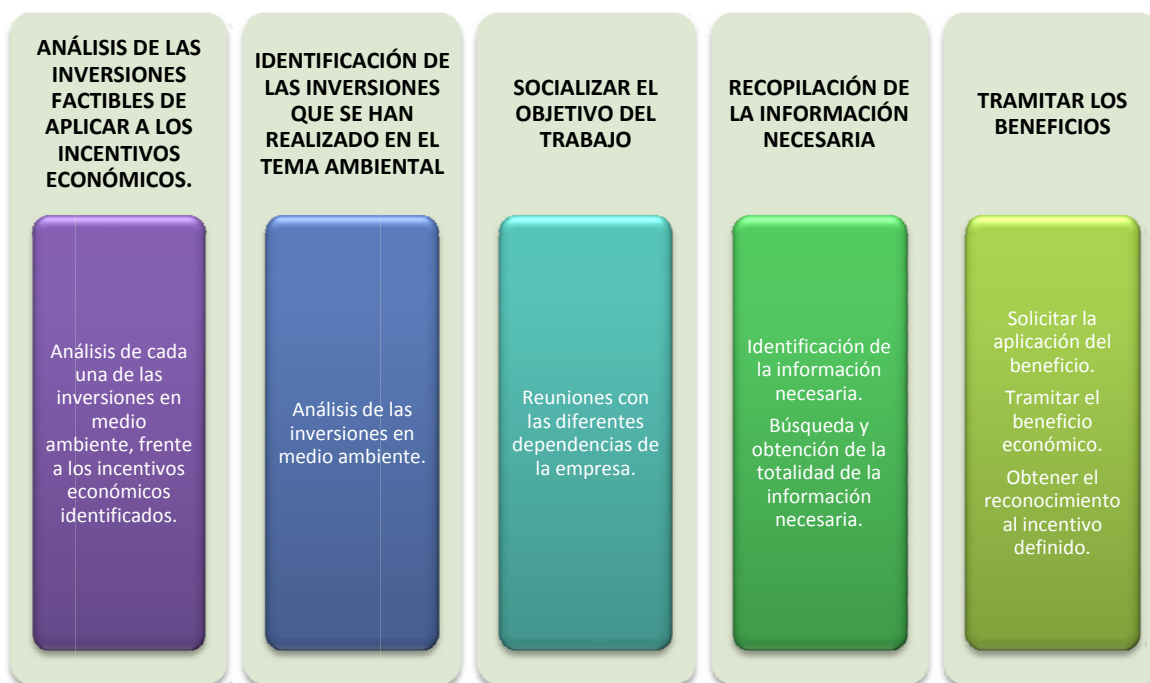 ANÁLISIS DE LAS
INVERSIONES
FACTIBLES DE
APLICAR A LOS
INCENTIVOS
ECONÓMICOS.
Análisis de cada
una de las
inversiones en
medio
ambiente, frente
a los incentivos
económicos
identificados.
IDENTIFICACIÓN DE
LAS INVERSIONES
QUE SE HAN
REALIZADO EN EL
TEMA AMBIENTAL
Análisis de las
inversiones en
medio ambiente.
SOCIALIZAR EL
OBJETIVO DEL
TRABAJO
Reuniones con
las diferentes
dependencias de
la empresa.
RECOPILACIÓN DE
LA INFORMACIÓN
NECESARIA
Identificación de
la información
necesaria.
Búsqueda y
obtención de la
totalidad de la
información
necesaria.
TRAMITAR LOS
BENEFICIOS
Solicitar la
aplicación del
beneficio.
Tramitar el
beneficio
económico.
Obtener el
reconocimiento
al incentivo
definido.